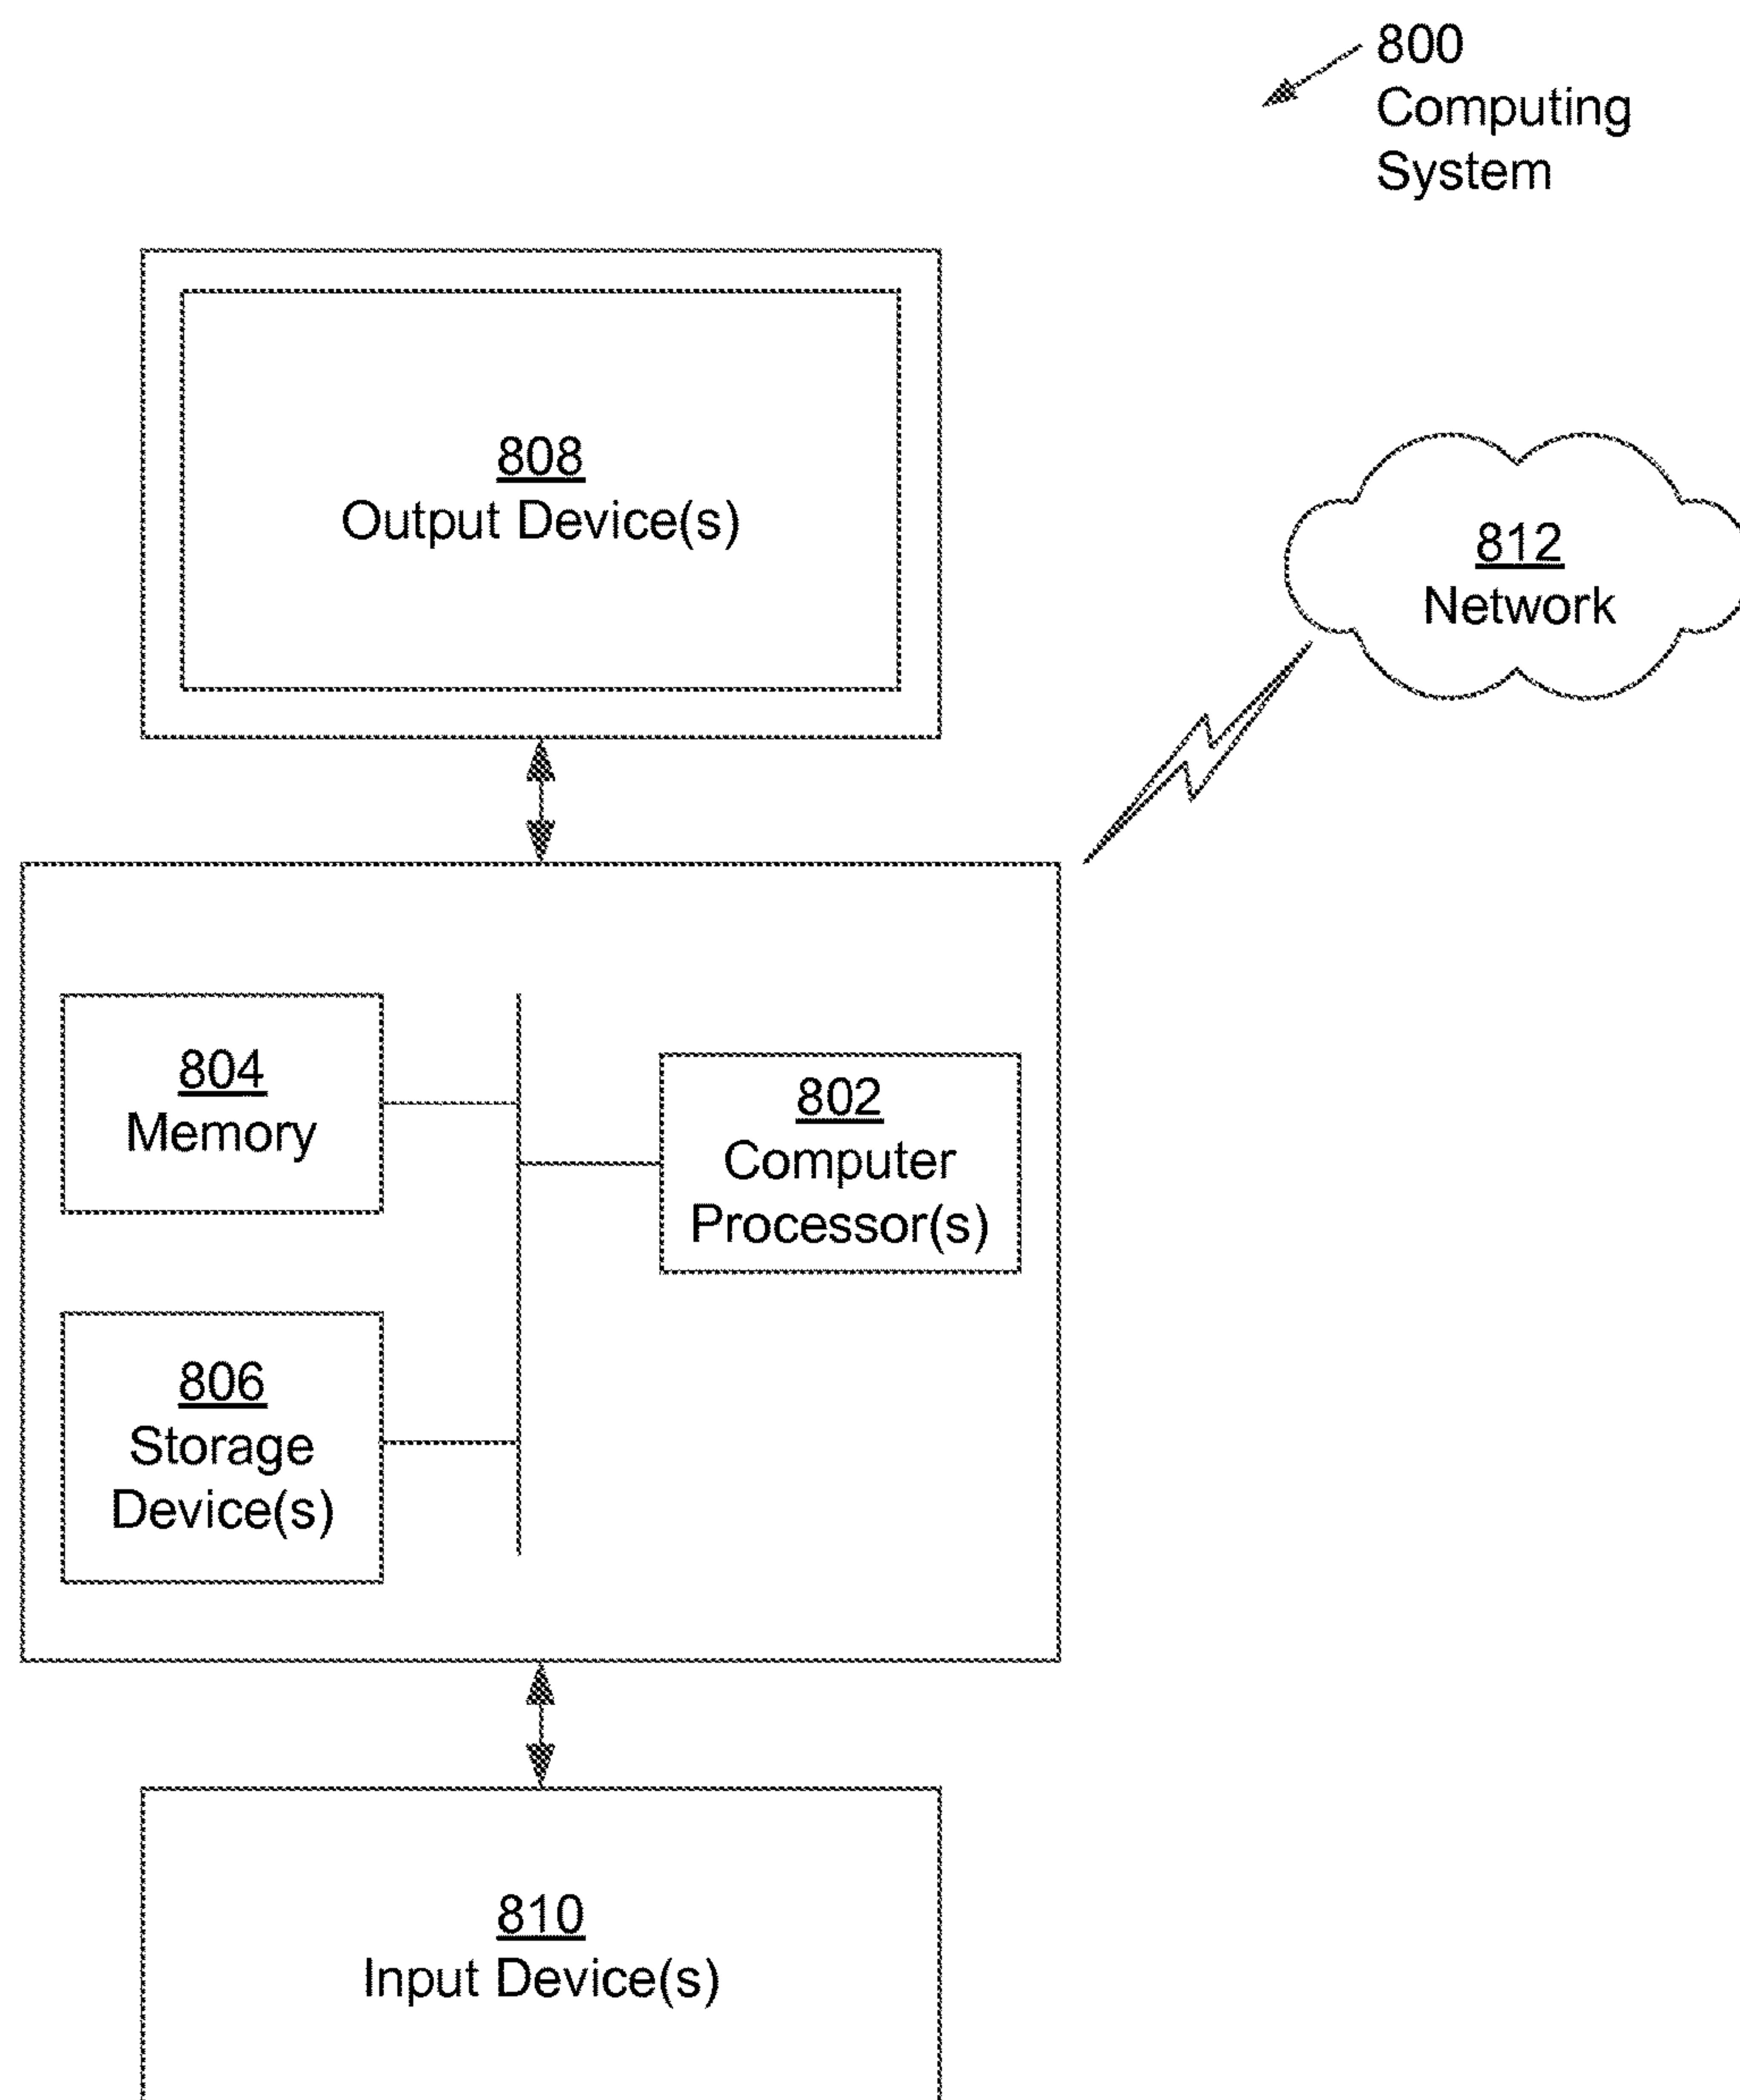 800
Computing
System
808
Output Device(s)
812
Network
804
Memory
802
Computer
Processor(s)
806
Storage
Device(s)
810
Input Device(s)